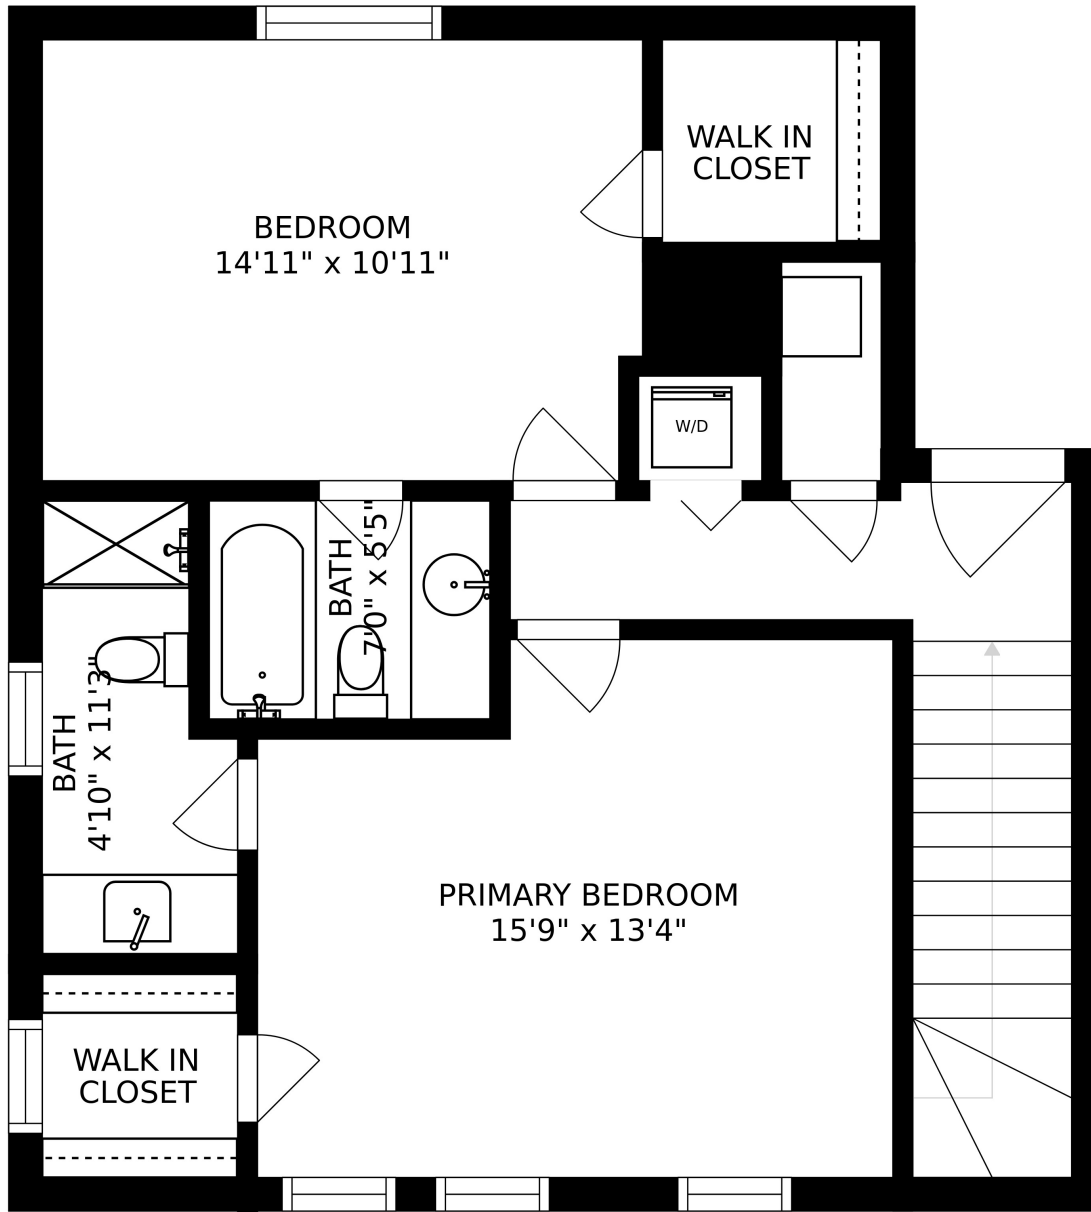 WALK IN
CLOSET
BEDROOM
14'11" x 10'11"
W/D
BATH
7'0" x 5'5"
BATH
4'10" x 11'3"
PRIMARY BEDROOM
15'9" x 13'4"
WALK IN
CLOSET